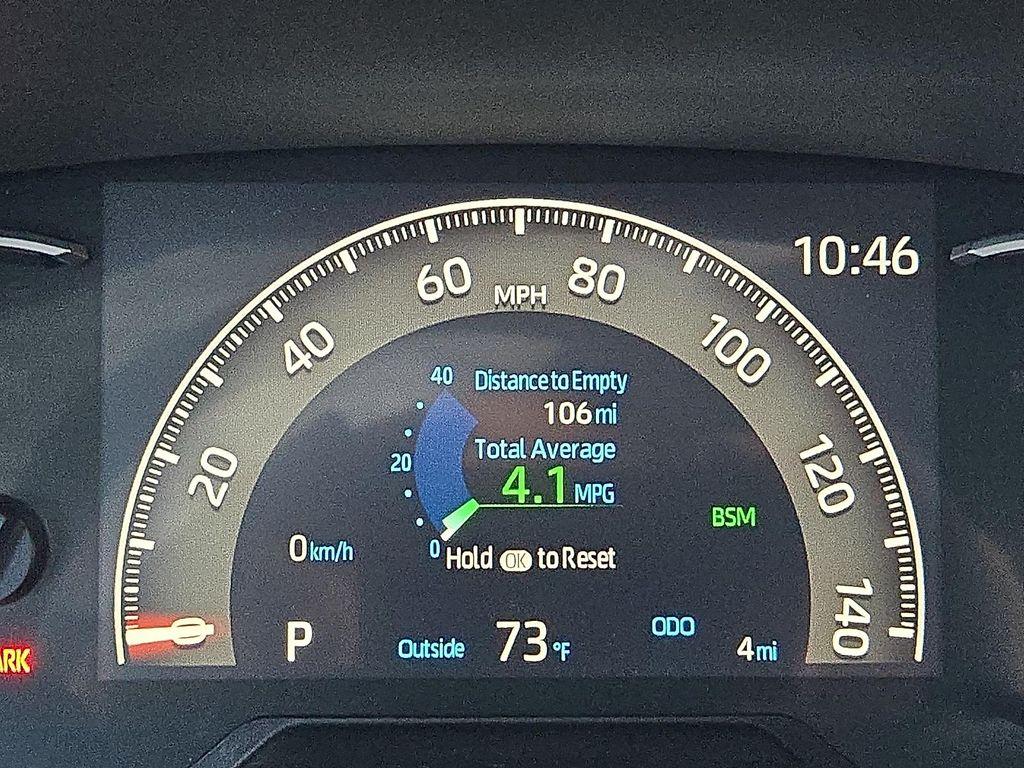 10:46
0
20
40
60
MPH
80
100
120
140
40
20
0
Distance to Empty
106 mi
Total Average
4.1 MPG
Hold OK to Reset
BSM
0 km/h
P
Outside 73 °F
ODO
4 mi
ARK